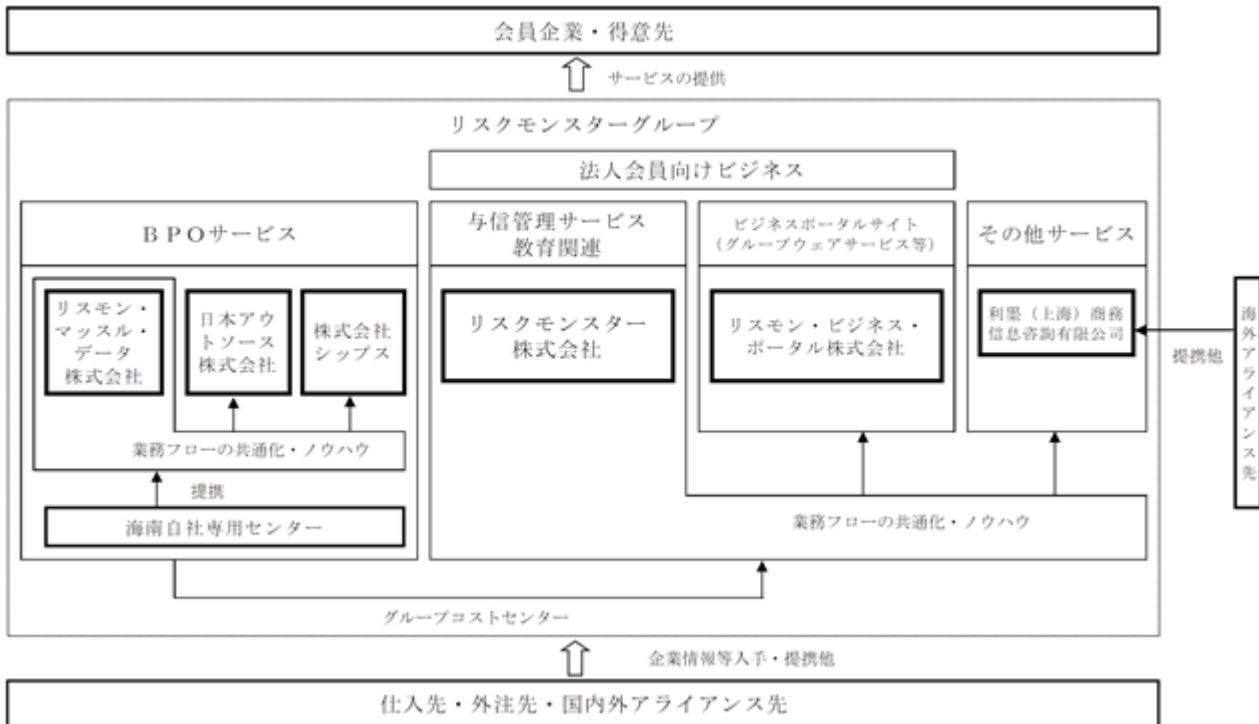 会員企業・得意先
サービスの提供
リスクモンスターグループ
法人会員向けビジネス
BPOサービス
与信管理サービス
教育関連
ビジネスポータルサイト
(グループウェアサービス等)
その他サービス
リスモン・
マッスル・
データ
株式会社
日本アウ
トソース
株式会社
株式会社
シップス
リスクモンスター
株式会社
リスモン・ビジネス・
ポータル株式会社
利墨(上海)商務
信息咨詢有限公司
提携他
海外アライアンス先
業務フローの共通化・ノウハウ
提携
海南自社専用センター
業務フローの共通化・ノウハウ
グループコストセンター
企業情報等入手・提携他
仕入先・外注先・国内外アライアンス先